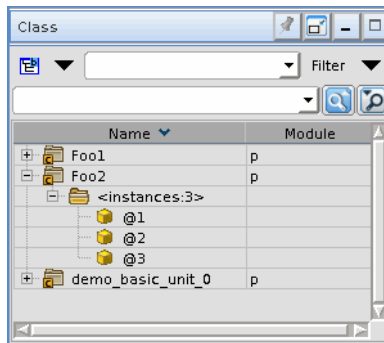 Class
Filter
Name Module
Foo1 p
Foo2 p
<instances:3>
@1
@2
@3
demo_basic_unit_0 p